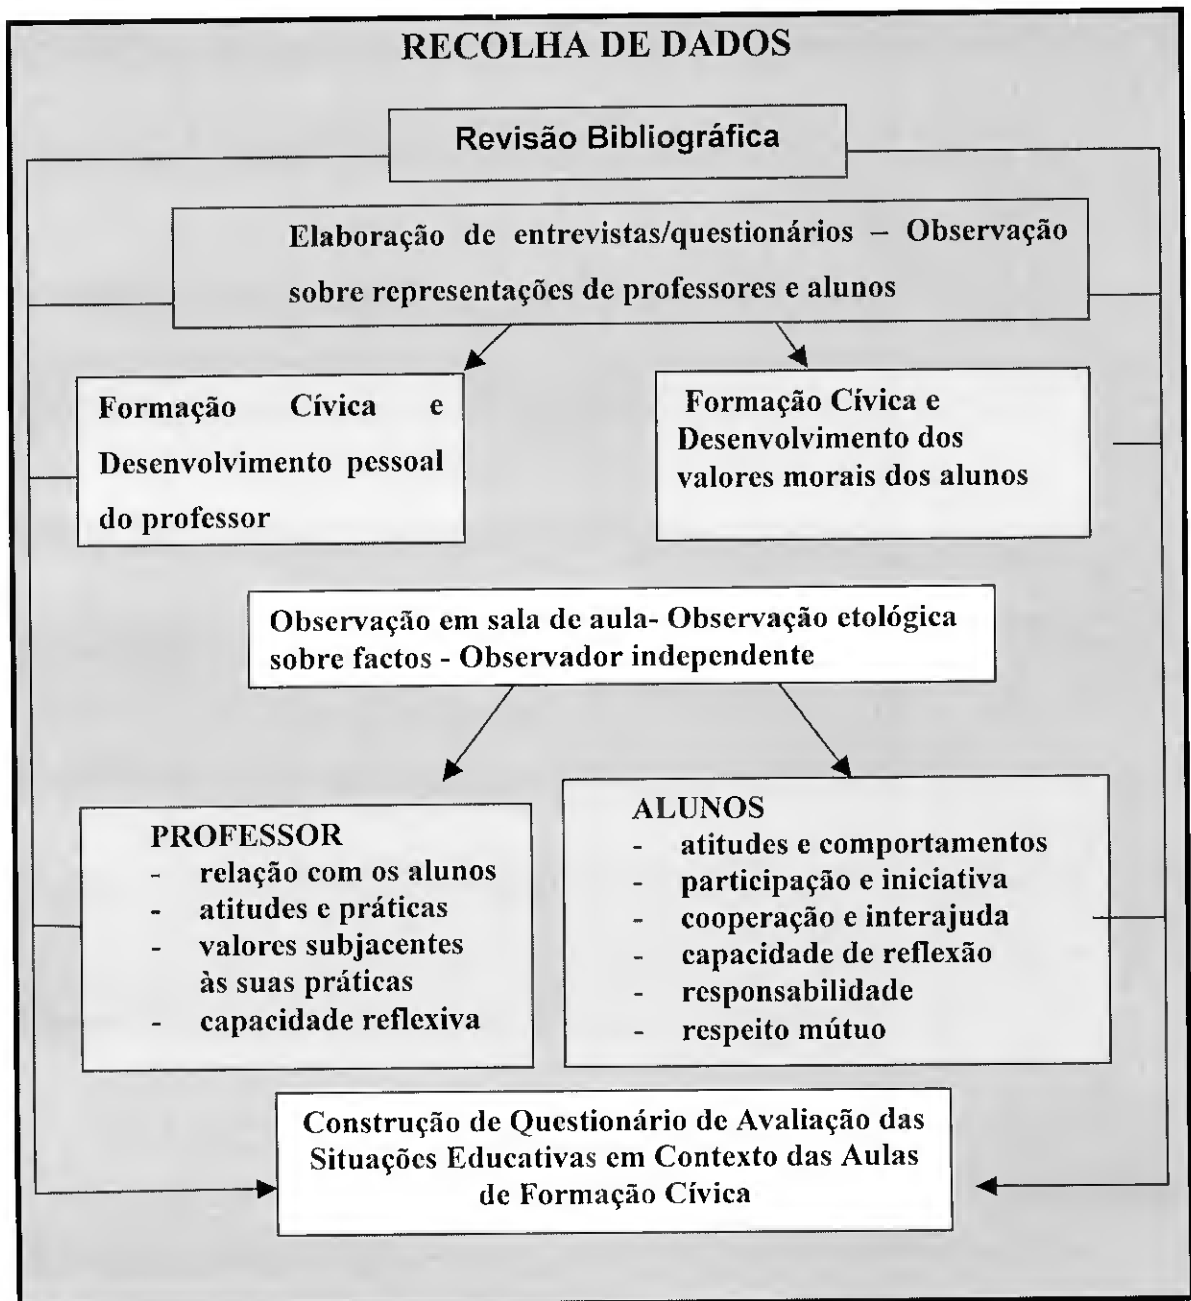 RECOLHA DE DADOS
Revisão Bibliográfica
Elaboração de entrevistas/questionários – Observação
sobre representações de professores e alunos
Formação Cívica e
Desenvolvimento pessoal
do professor
Formação Cívica e
Desenvolvimento dos
valores morais dos alunos
Observação em sala de aula- Observação etológica
sobre factos - Observador independente
PROFESSOR
- relação com os alunos
- atitudes e práticas
- valores subjacentes
às suas práticas
- capacidade reflexiva
ALUNOS
- atitudes e comportamentos
- participação e iniciativa
- cooperação e interajuda
- capacidade de reflexão
- responsabilidade
- respeito mútuo
Construção de Questionário de Avaliação das
Situações Educativas em Contexto das Aulas
de Formação Cívica